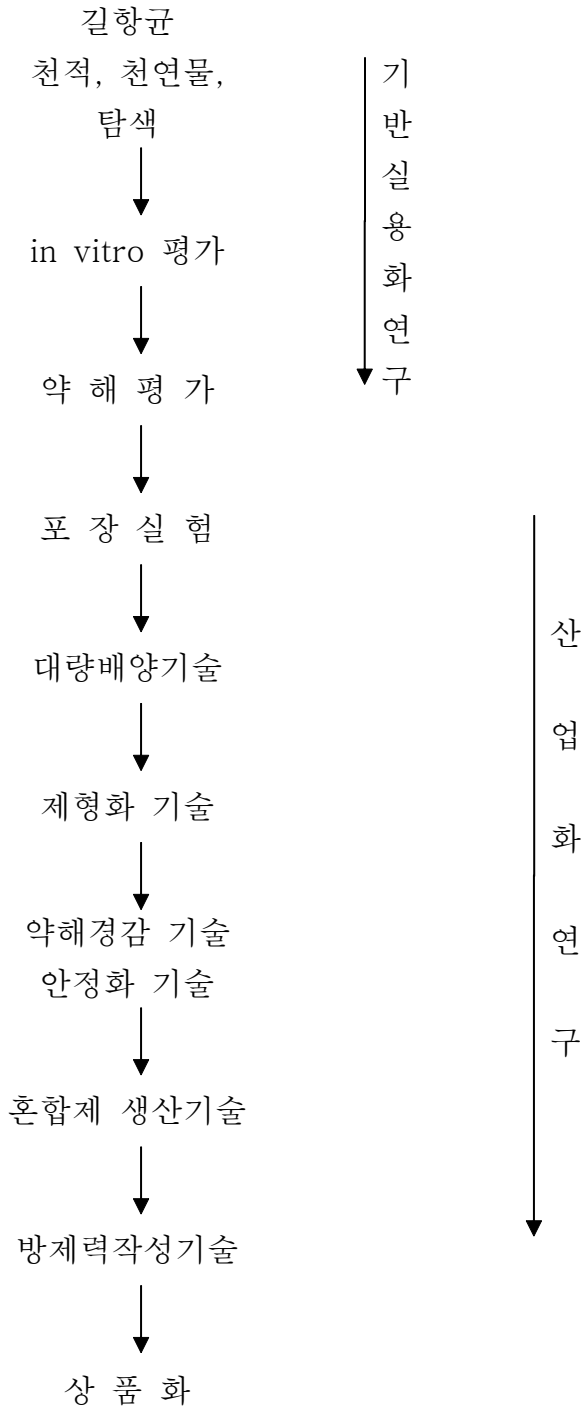 길항균
천적, 천연물,
탐색
in vitro 평가
약 해 평 가
포 장 실 험
대량배양기술
제형화 기술
약해경감 기술
안정화 기술
혼합제 생산기술
방제력작성기술
상 품 화
기
반
실
용
화
연
구
산
업
화
연
구